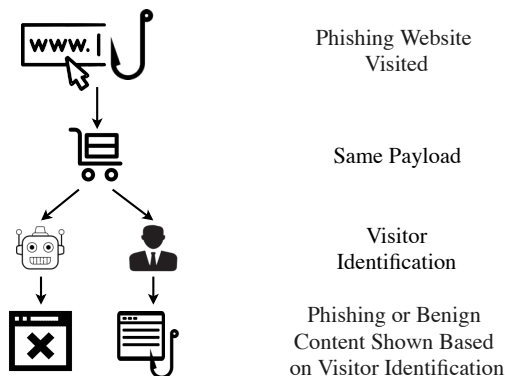 www.
Phishing Website
Visited
Same Payload
Visitor
Identification
Phishing or Benign
Content Shown Based
on Visitor Identification